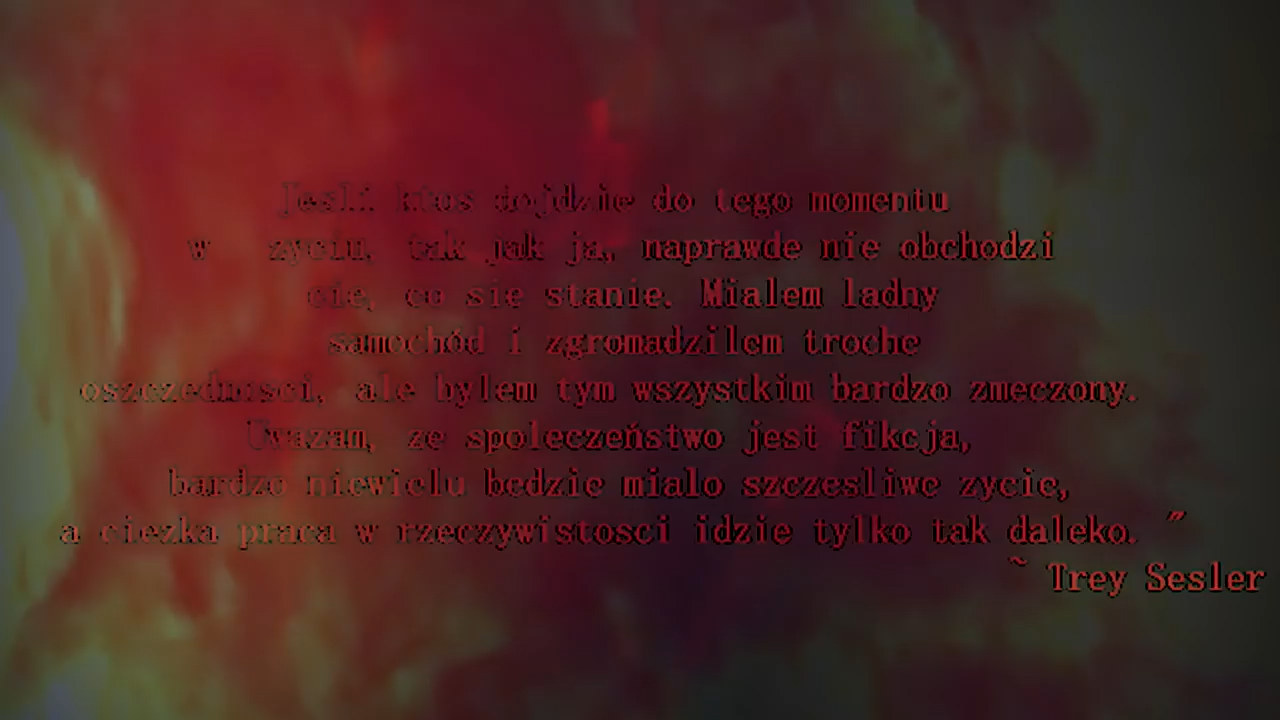 Jesli ktos dojdzie do tego momentu
w zyciu, tak jak ja, naprawde nie obchodzi
cie, co sie stanie. Mialem ladny
samochód i zgromadzilem troche
oszczednosci, ale bylem tym wszystkim bardzo zmeczony.
Uwazam, ze spoleczeństwo jest fikcja,
bardzo niewielu bedzie mialo szczesliwe zycie,
a ciezka praca w rzeczywistosci idzie tylko tak daleko. ”
~ Trey Sesler